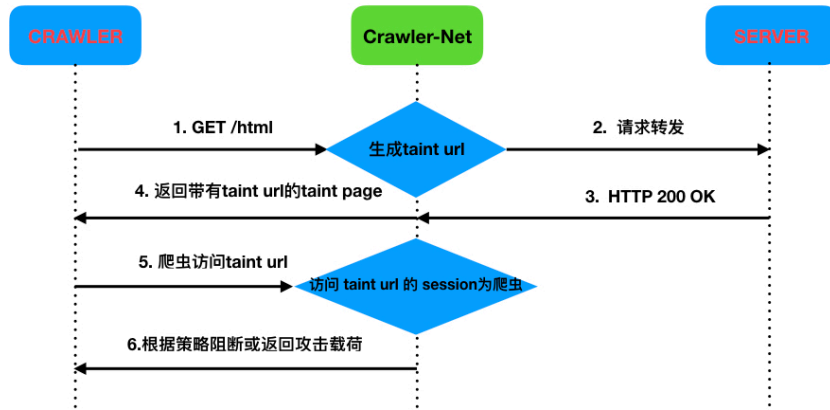 CRAWLER
Crawler-Net
SERVER
1. GET /html
生成taint url
2. 请求转发
4. 返回带有taint url的taint page
3. HTTP 200 OK
5. 爬虫访问taint url
访问 taint url 的 session为爬虫
6.根据策略阻断或返回攻击载荷